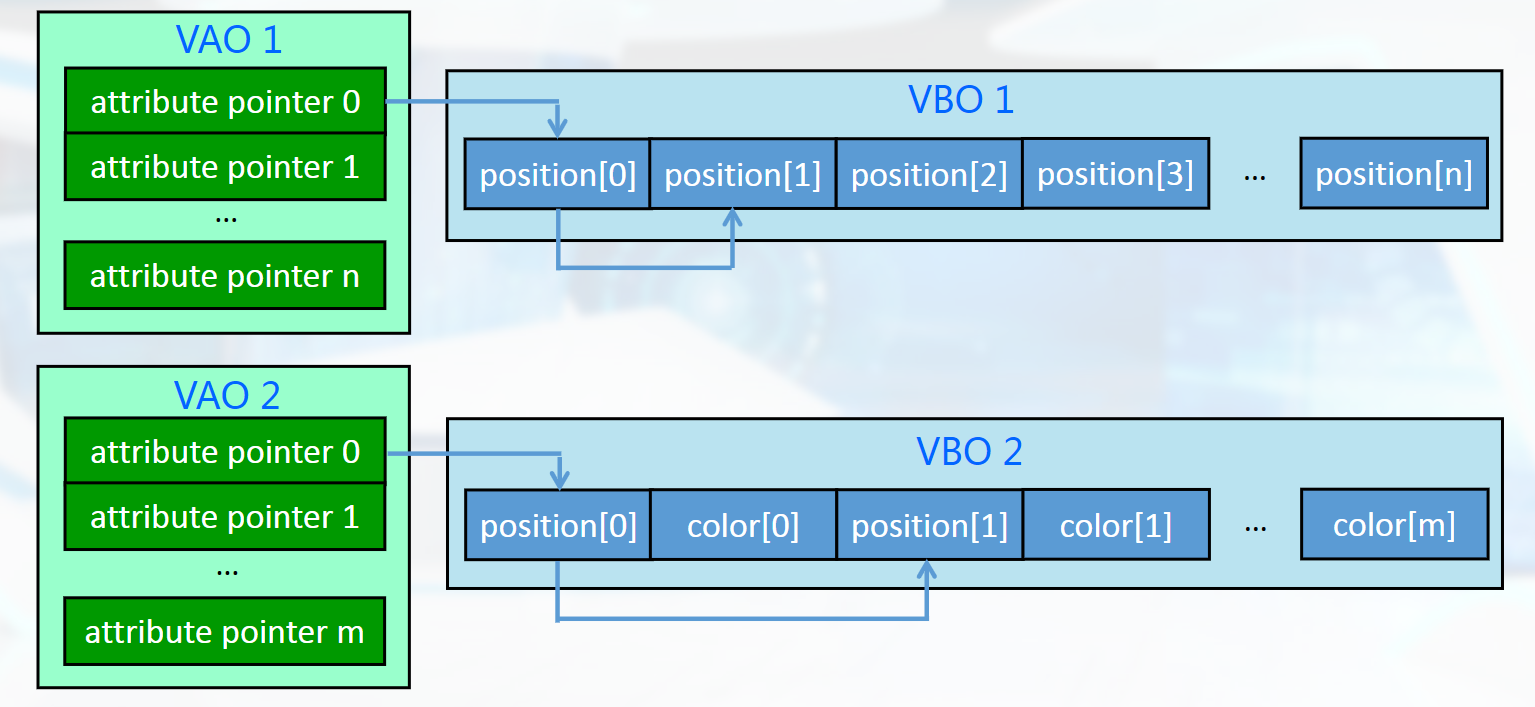 VAO 1
attribute pointer 0
attribute pointer 1
...
attribute pointer n
VBO 1
position[0] position[1] position[2] position[3] ... position[n]
VAO 2
attribute pointer 0
attribute pointer 1
...
attribute pointer m
VBO 2
position[0] color[0] position[1] color[1] ... color[m]